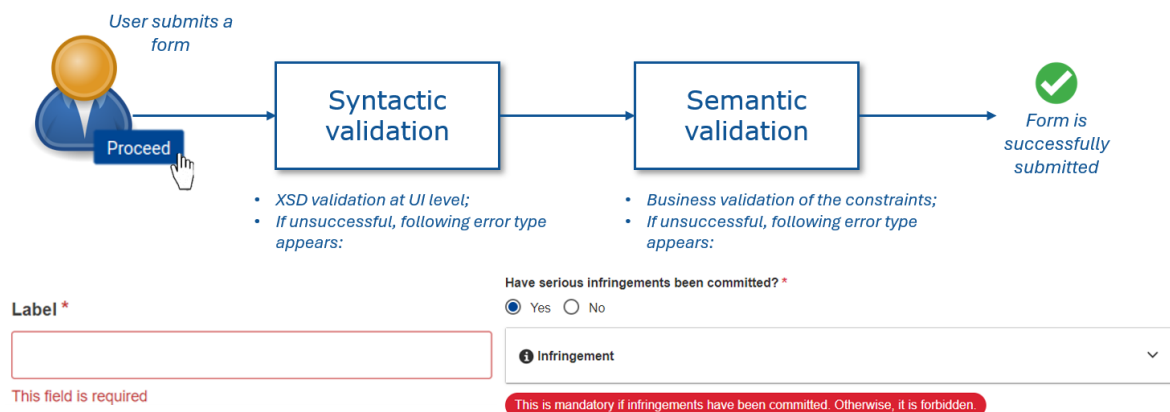 User submits a
form
Proceed
Syntactic
validation
Semantic
validation
Form is
successfully
submitted
• XSD validation at UI level;
• If unsuccessful, following error type
appears:
• Business validation of the constraints;
• If unsuccessful, following error type
appears:
Label *
This field is required
Have serious infringements been committed? *
Yes No
Infringement
This is mandatory if infringements have been committed. Otherwise, it is forbidden.